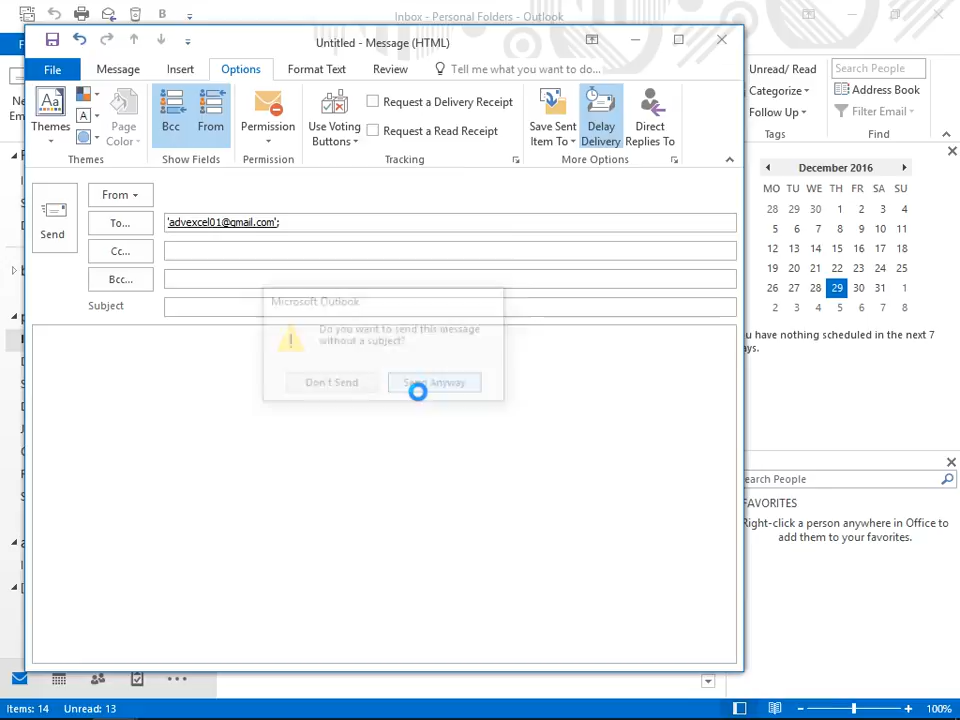 B
Inbox - Personal Folders - Outlook
Untitled - Message (HTML)
File
Message
Insert
Options
Format Text
Review
Tell me what you want to do...
Unread/ Read
Search People
Categorize
Address Book
Follow Up
Filter Email
Tags
Find
Themes
Page
Color
Bcc
From
Permission
Use Voting
Buttons
Request a Delivery Receipt
Request a Read Receipt
Save Sent
Item To
Delay
Delivery
Direct
Replies To
Themes
Show Fields
Permission
Tracking
More Options
Send
From
To...
'advexcel01@gmail.com';
Cc...
Bcc...
Subject
Microsoft Outlook
Do you want to send this message
without a subject?
Don't Send
Send Anyway
December 2016
MO TU WE TH FR SA SU
28 29 30 1 2 3 4
5 6 7 8 9 10 11
12 13 14 15 16 17 18
19 20 21 22 23 24 25
26 27 28 29 30 31 1
2 3 4 5 6 7 8
have nothing scheduled in the next 7
Search People
FAVORITES
Right-click a person anywhere in Office to
add them to your favorites.
Items: 14
Unread: 13
100%